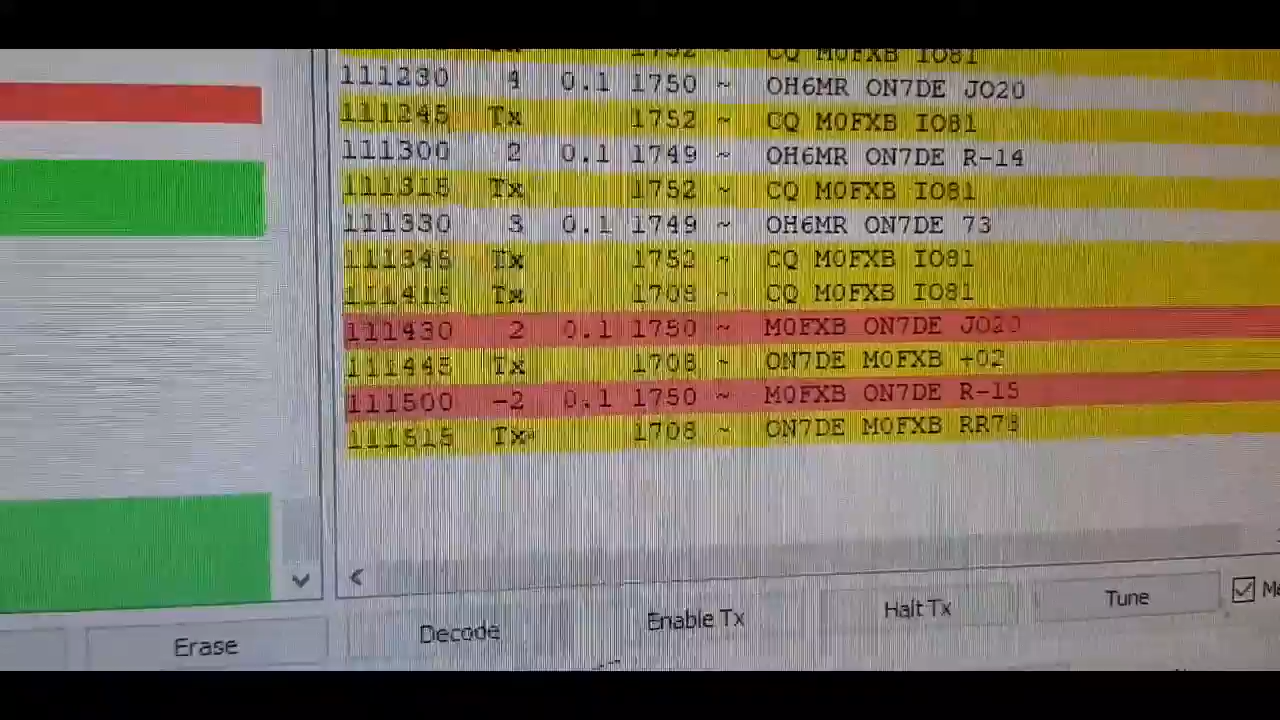 CQ M0FXB IO81
111230 4 0.1 1750 ~ OH6MR ON7DE JO20
111245 Tx 1752 ~ CQ M0FXB IO81
111300 2 0.1 1749 ~ OH6MR ON7DE R-14
111315 Tx 1752 ~ CQ M0FXB IO81
111330 3 0.1 1749 ~ OH6MR ON7DE 73
111345 Tx 1752 ~ CQ M0FXB IO81
111415 Tx 1708 ~ CQ M0FXB IO81
111430 2 0.1 1750 ~ M0FXB ON7DE JO20
111445 Tx 1708 ~ ON7DE M0FXB +02
111500 -2 0.1 1750 ~ M0FXB ON7DE R-15
111515 Tx 1708 ~ ON7DE M0FXB RR73
Erase Decode Enable Tx Halt Tx Tune